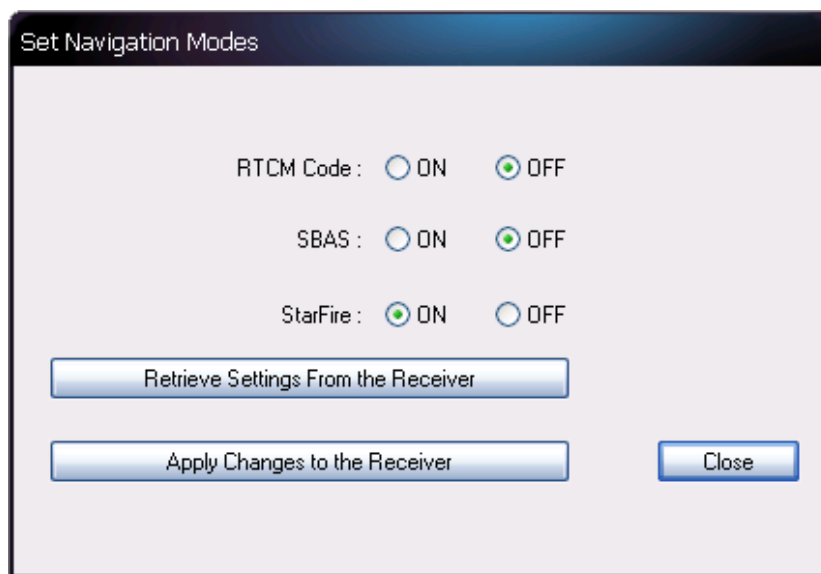 Set Navigation Modes
RTCM Code : ON OFF
SBAS : ON OFF
StarFire : ON OFF
Retrieve Settings From the Receiver
Apply Changes to the Receiver Close